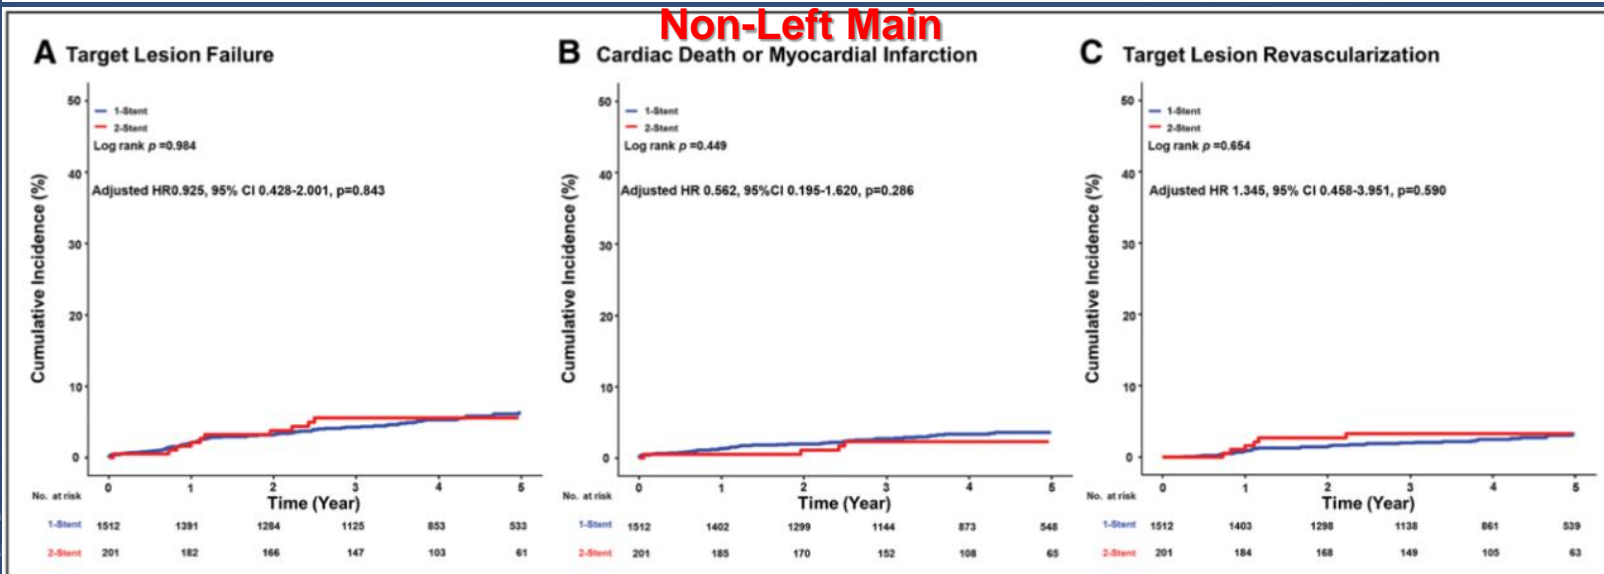 Non-Left Main
A Target Lesion Failure
50
40
30
20
10
0
Cumulative Incidence (%)
1-Stent
2-Stent
Log rank p =0.984
Adjusted HR0.925, 95% CI 0.428-2.001, p=0.843
0 1 2 3 4 5
Time (Year)
No. at risk
1-Stent 1512 1391 1284 1125 853 533
2-Stent 201 182 166 147 103 61
B Cardiac Death or Myocardial Infarction
50
40
30
20
10
0
Cumulative Incidence (%)
1-Stent
2-Stent
Log rank p =0.449
Adjusted HR 0.562, 95%CI 0.195-1.620, p=0.286
0 1 2 3 4 5
Time (Year)
No. at risk
1-Stent 1512 1402 1299 1144 873 548
2-Stent 201 185 170 152 108 65
C Target Lesion Revascularization
50
40
30
20
10
0
Cumulative Incidence (%)
1-Stent
2-Stent
Log rank p =0.654
Adjusted HR 1.345, 95% CI 0.458-3.951, p=0.590
0 1 2 3 4 5
Time (Year)
No. at risk
1-Stent 1512 1403 1298 1138 861 539
2-Stent 201 184 168 149 105 63